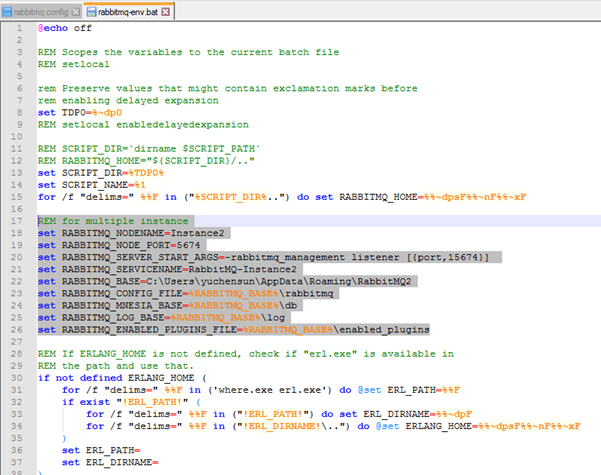 rabbitmq.config
rabbitmq-env.bat
1 @echo off
2
3 REM Scopes the variables to the current batch file
4 REM setlocal
5
6 rem Preserve values that might contain exclamation marks before
7 rem enabling delayed expansion
8 set TDP0=%~dp0
9 REM setlocal enabledelayedexpansion
10
11 REM SCRIPT_DIR=`dirname $SCRIPT_PATH`
12 REM RABBITMQ_HOME="${SCRIPT_DIR}/.."
13 set SCRIPT_DIR=%TDP0%
14 set SCRIPT_NAME=%1
15 for /f "delims=" %%F in ("%SCRIPT_DIR%..") do set RABBITMQ_HOME=%%~dpsF%%~nF%%~xF
16
17 REM for multiple instance
18 set RABBITMQ_NODENAME=Instance2
19 set RABBITMQ_NODE_PORT=5674
20 set RABBITMQ_SERVER_START_ARGS=-rabbitmq_management listener [{port,15674}]
21 set RABBITMQ_SERVICENAME=RabbitMQ-Instance2
22 set RABBITMQ_BASE=C:\Users\yuchensun\AppData\Roaming\RabbitMQ2
23 set RABBITMQ_CONFIG_FILE=%RABBITMQ_BASE%\rabbitmq
24 set RABBITMQ_MNESIA_BASE=%RABBITMQ_BASE%\db
25 set RABBITMQ_LOG_BASE=%RABBITMQ_BASE%\log
26 set RABBITMQ_ENABLED_PLUGINS_FILE=%RABBITMQ_BASE%\enabled_plugins
27
28 REM If ERLANG_HOME is not defined, check if "erl.exe" is available in
29 REM the path and use that.
30 if not defined ERLANG_HOME (
31 for /f "delims=" %%F in ('where.exe erl.exe') do @set ERL_PATH=%%F
32 if exist "!ERL_PATH!" (
33 for /f "delims=" %%F in ("!ERL_PATH!") do set ERL_DIRNAME=%%~dpF
34 for /f "delims=" %%F in ("!ERL_DIRNAME!\..") do @set ERLANG_HOME=%%~dpsF%%~nF%%~xF
35 )
36 set ERL_PATH=
37 set ERL_DIRNAME=
38 )